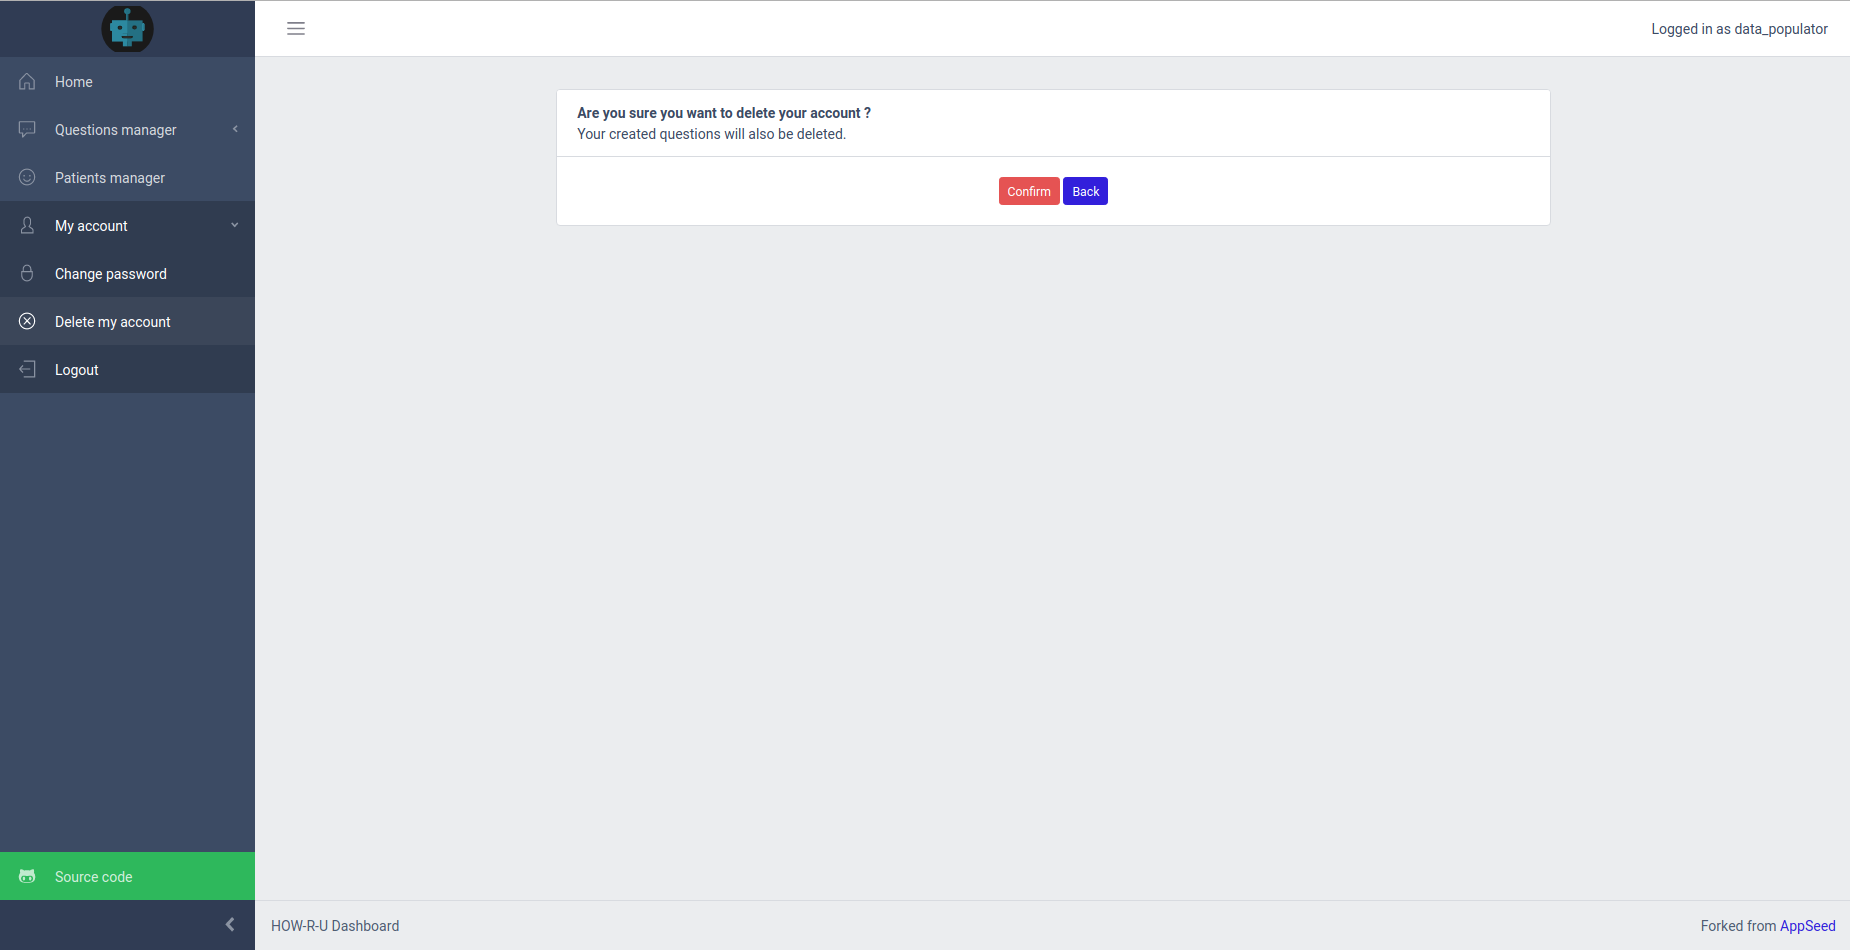 Logged in as data_populator
Home
Questions manager
Patients manager
My account
Change password
Delete my account
Logout
Are you sure you want to delete your account ?
Your created questions will also be deleted.
Confirm Back
Source code
HOW-R-U Dashboard
Forked from AppSeed